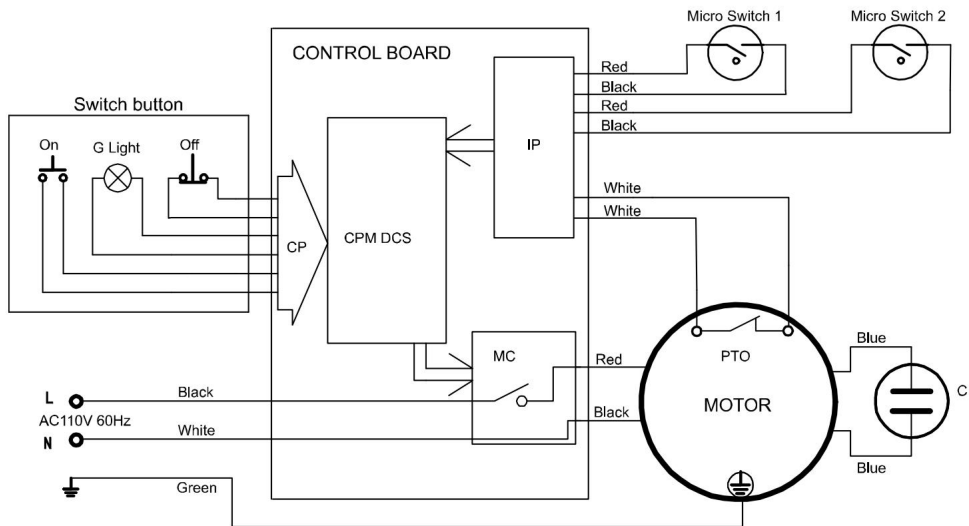 Micro Switch 1
Micro Switch 2
CONTROL BOARD
Red
Black
Red
Black
Switch button
On
G Light
Off
IP
White
White
CP
CPM DCS
MC
Red
PTO
Blue
L
Black
Black
MOTOR
C
AC110V 60Hz
N
White
Blue
Green